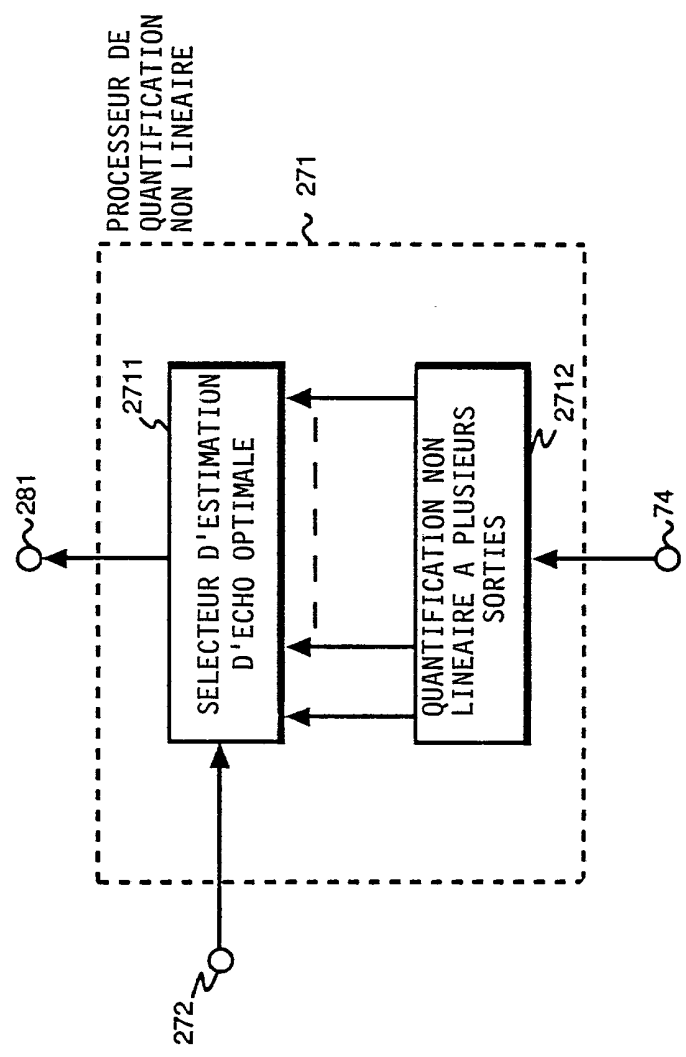 PROCESSEUR DE
QUANTIFICATION
NON LINEAIRE
271
281
2711
SELECTEUR D'ESTIMATION
D'ECHO OPTIMALE
272
QUANTIFICATION NON
LINEAIRE A PLUSIEURS
SORTIES
2712
74